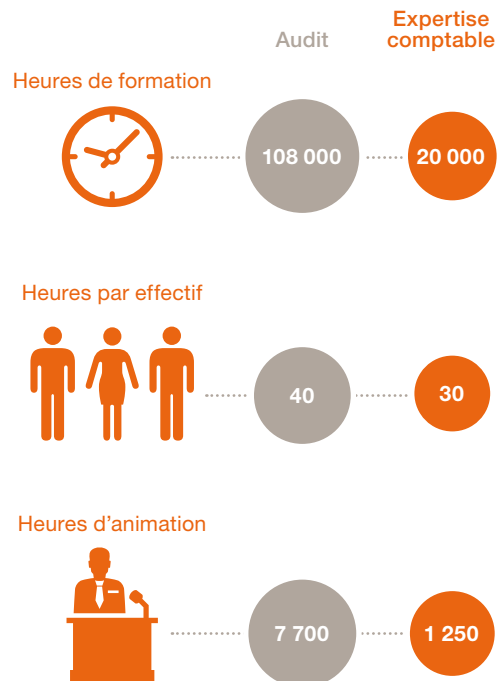 Audit
Expertise
comptable
Heures de formation
108 000
20 000
Heures par effectif
40
30
Heures d'animation
7 700
1 250